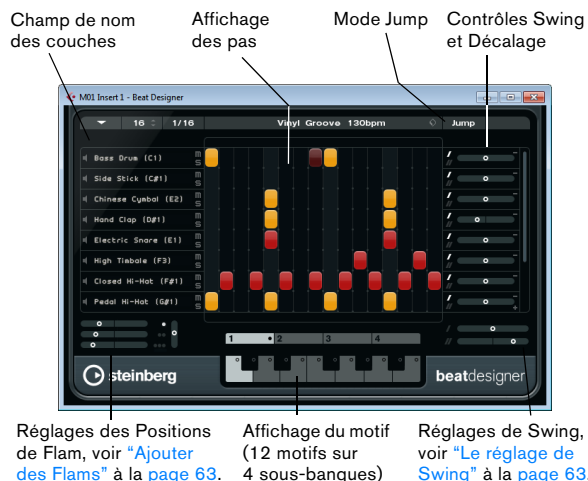 Champ de nom
des couches
Affichage
des pas
Mode Jump
Contrôles Swing
et Décalage
M01 Insert 1 - Beat Designer
16
1/16
Vinyl Groove 130bpm
Jump
Bass Drum (C1)
M
S
Side Stick (C#1)
M
S
Chinese Cymbal (E2)
M
S
Hand Clap (D#1)
M
S
Electric Snare (E1)
M
S
High Timbale (F3)
M
S
Closed Hi-Hat (F#1)
M
S
Pedal Hi-Hat (G#1)
M
S
1
2
3
4
steinberg
beatdesigner
Réglages des Positions
de Flam, voir “Ajouter
des Flams” à la page 63.
Affichage du motif
(12 motifs sur
4 sous-banques)
Réglages de Swing,
voir “Le réglage de
Swing” à la page 63